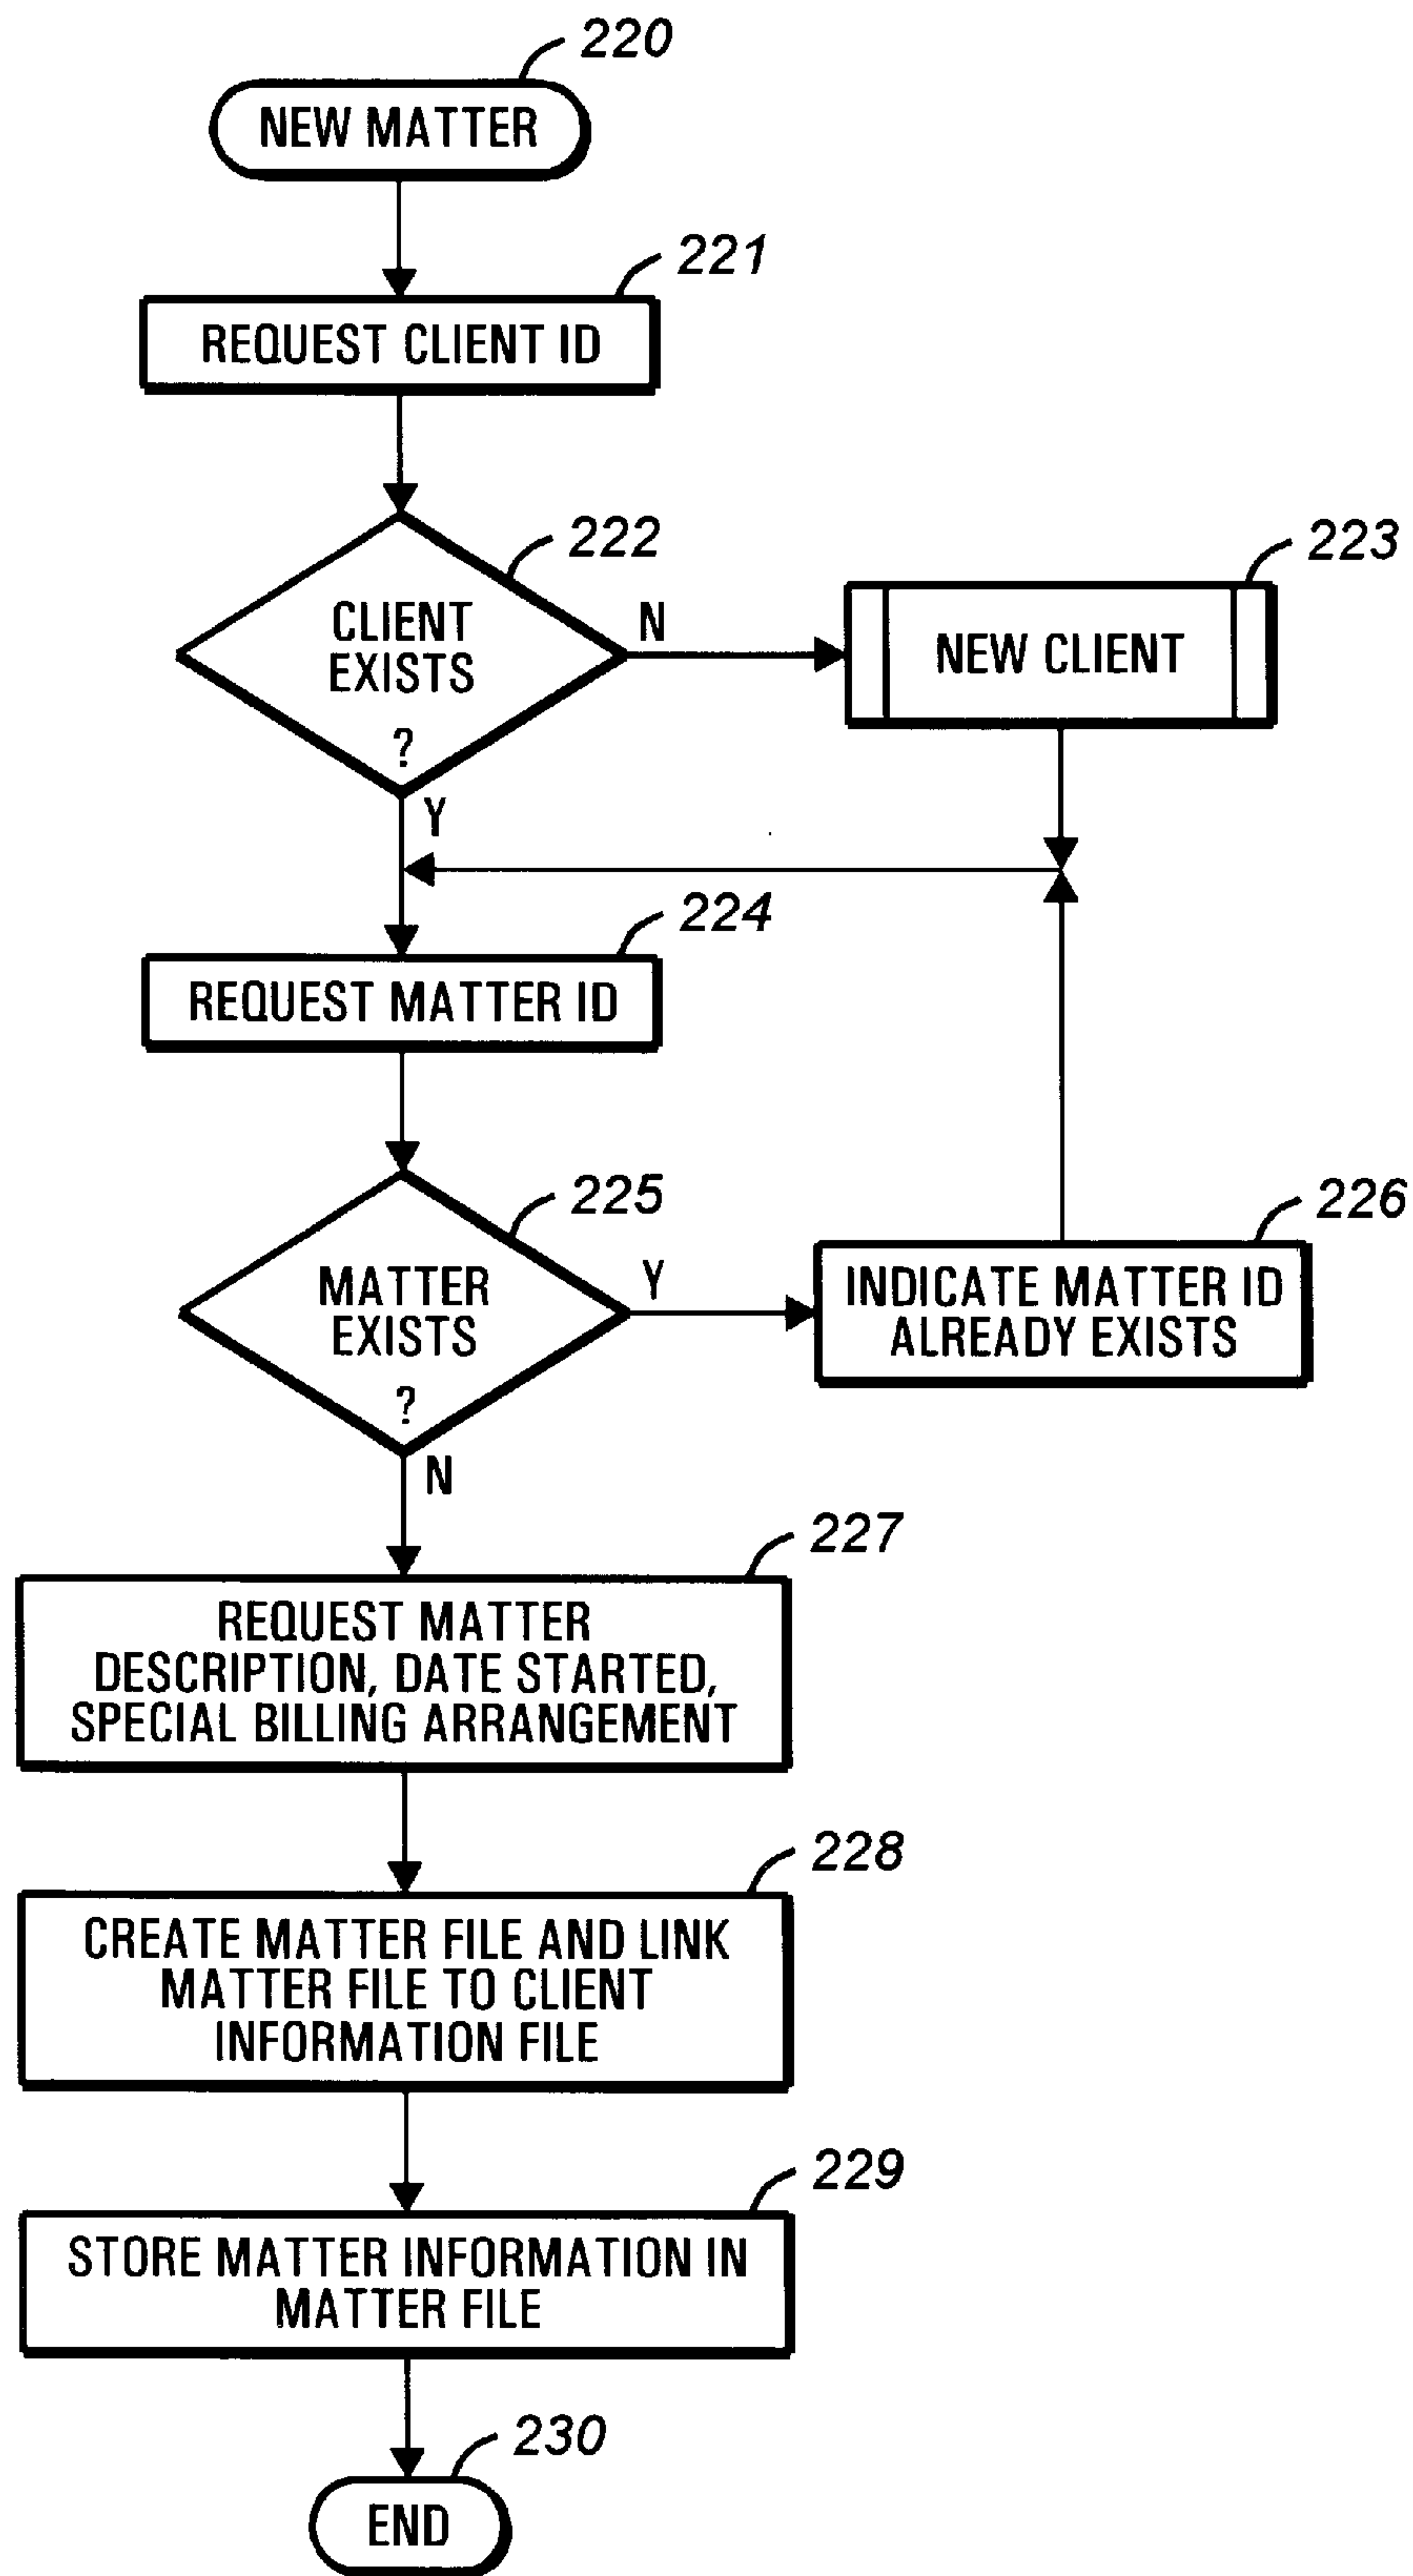 220
NEW MATTER
221
REQUEST CLIENT ID
222
CLIENT
EXISTS
?
N
Y
223
NEW CLIENT
224
REQUEST MATTER ID
225
MATTER
EXISTS
?
Y
N
226
INDICATE MATTER ID
ALREADY EXISTS
227
REQUEST MATTER
DESCRIPTION, DATE STARTED,
SPECIAL BILLING ARRANGEMENT
228
CREATE MATTER FILE AND LINK
MATTER FILE TO CLIENT
INFORMATION FILE
229
STORE MATTER INFORMATION IN
MATTER FILE
230
END